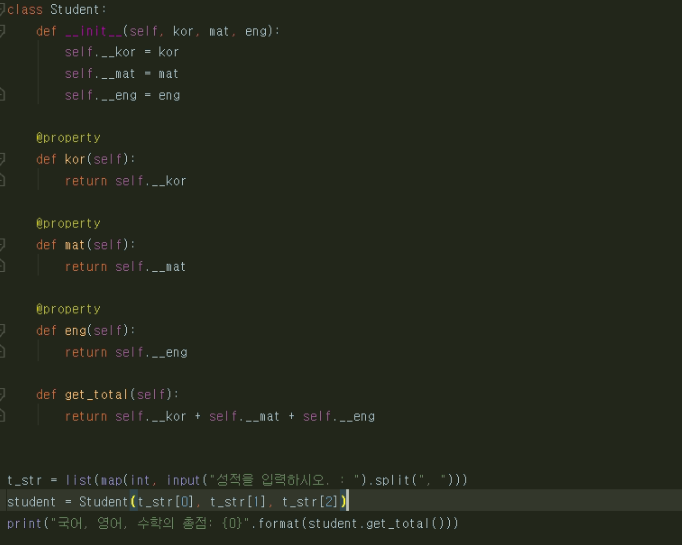 class Student:
    def __init__(self, kor, mat, eng):
        self.__kor = kor
        self.__mat = mat
        self.__eng = eng

    @property
    def kor(self):
        return self.__kor

    @property
    def mat(self):
        return self.__mat

    @property
    def eng(self):
        return self.__eng

    def get_total(self):
        return self.__kor + self.__mat + self.__eng


t_str = list(map(int, input("성적을 입력하시오. : ").split(", ")))
student = Student(t_str[0], t_str[1], t_str[2])
print("국어, 영어, 수학의 총점: {0}".format(student.get_total()))